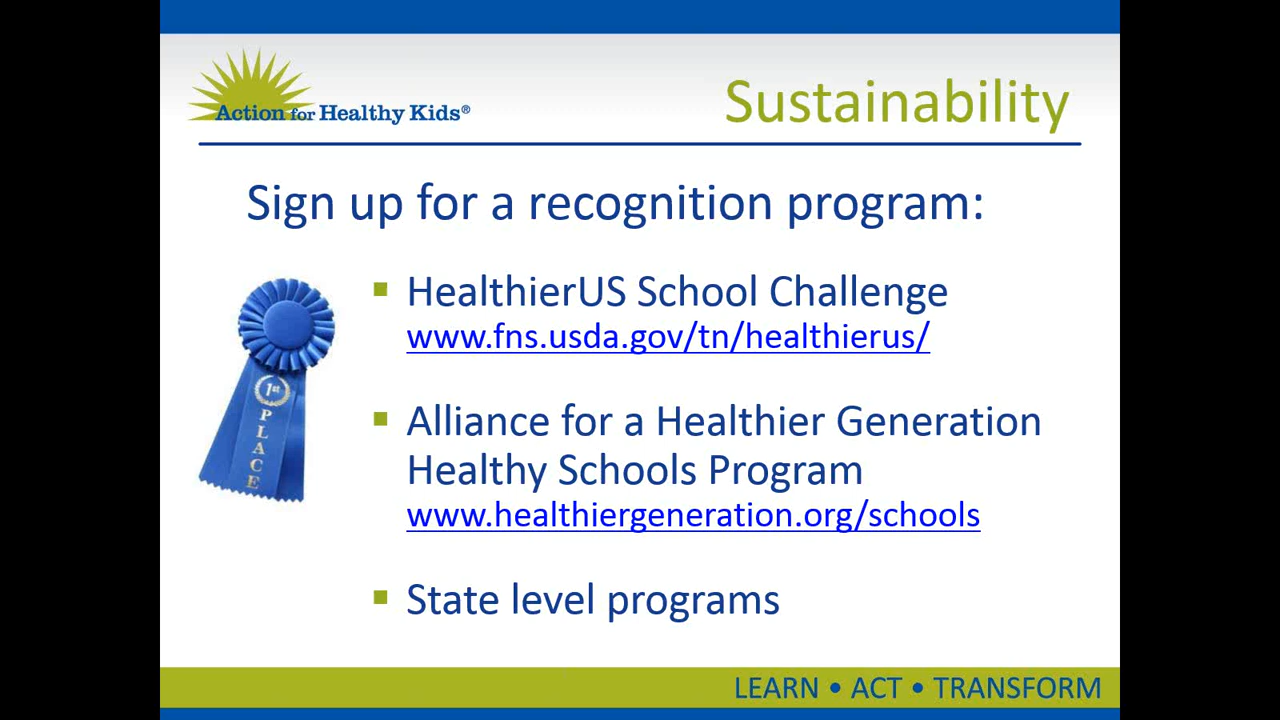 Action for Healthy Kids®
Sustainability
Sign up for a recognition program:
▪ HealthierUS School Challenge
www.fns.usda.gov/tn/healthierus/
▪ Alliance for a Healthier Generation
Healthy Schools Program
www.healthiergeneration.org/schools
▪ State level programs
1st
PLACE
LEARN • ACT • TRANSFORM